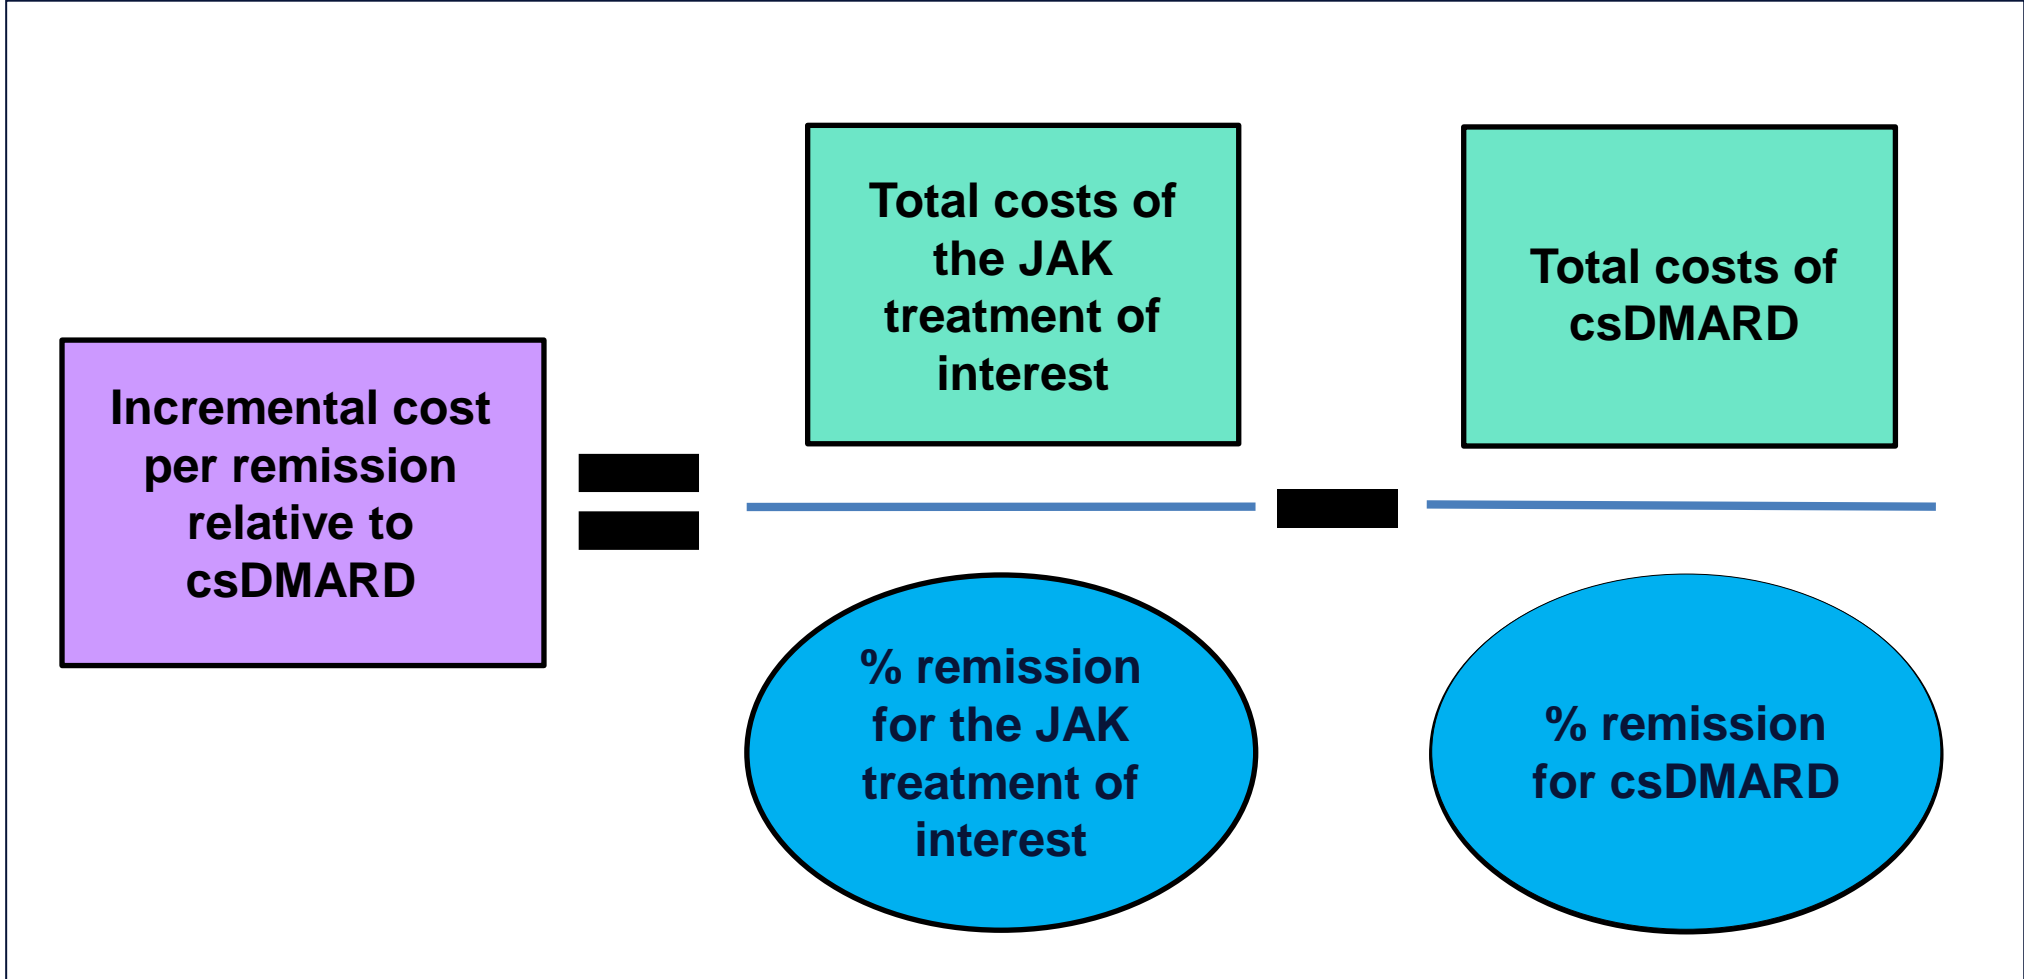 Incremental cost
per remission
relative to
csDMARD
Total costs of
the JAK
treatment of
interest
% remission
for the JAK
treatment of
interest
Total costs of
csDMARD
% remission
for csDMARD